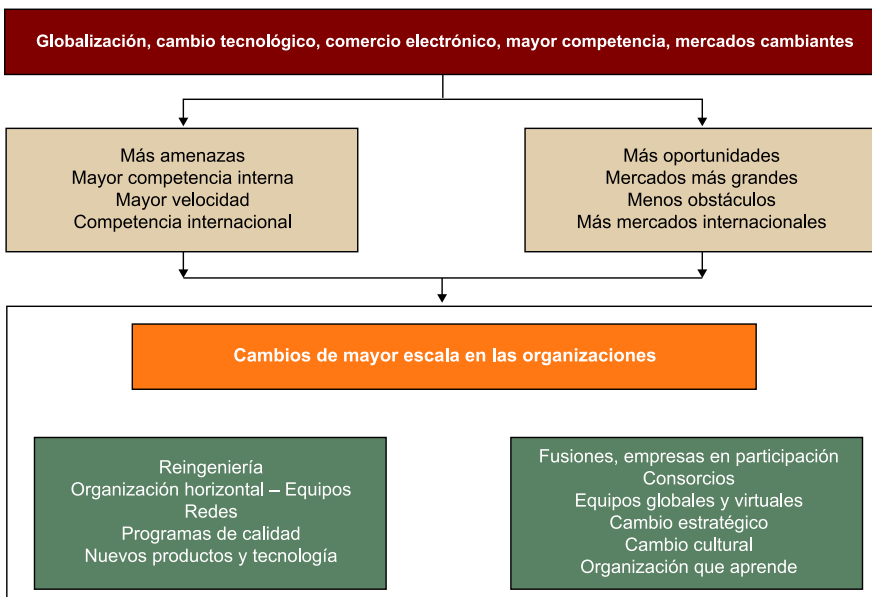 Globalización, cambio tecnológico, comercio electrónico, mayor competencia, mercados cambiantes
Más amenazas
Mayor competencia interna
Mayor velocidad
Competencia internacional
Más oportunidades
Mercados más grandes
Menos obstáculos
Más mercados internacionales
Cambios de mayor escala en las organizaciones
Reingeniería
Organización horizontal – Equipos
Redes
Programas de calidad
Nuevos productos y tecnología
Fusiones, empresas en participación
Consorcios
Equipos globales y virtuales
Cambio estratégico
Cambio cultural
Organización que aprende